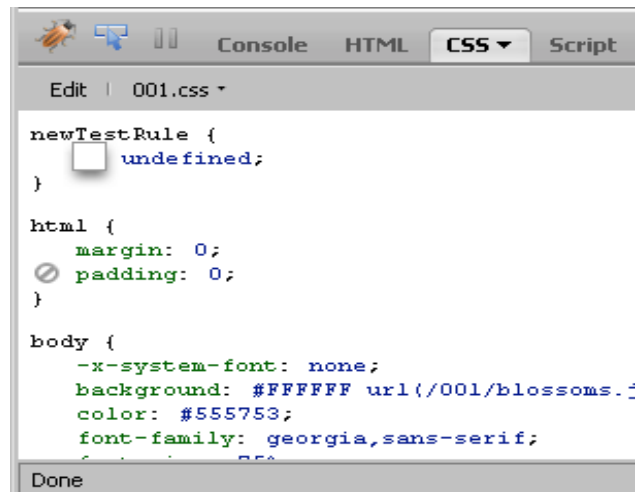 Console HTML CSS Script
Edit 001.css
newTestRule {
undefined;
}
html {
margin: 0;
padding: 0;
}
body {
-x-system-font: none;
background: #FFFFFF url(/001/blossoms.j
color: #555753;
font-family: georgia,sans-serif;
Done